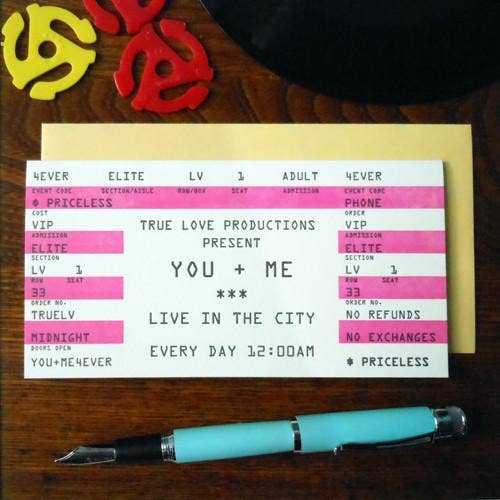 4EVER ELITE LV 1 ADULT 4EVER
EVENT CODE SECTION/AISLE ROW/BOX SEAT ADMISSION EVENT CODE
* PRICELESS PHONE
COST ORDER
VIP TRUE LOVE PRODUCTIONS VIP
ADMISSION PRESENT ADMISSION
ELITE ELITE
SECTION SECTION
LV 1 YOU + ME LV 1
ROW SEAT ROW SEAT
33 *** 33
ORDER NO. ORDER NO.
TRUELV LIVE IN THE CITY NO REFUNDS
MIDNIGHT NO EXCHANGES
DOORS OPEN EVERY DAY 12:00AM
YOU+ME4EVER * PRICELESS